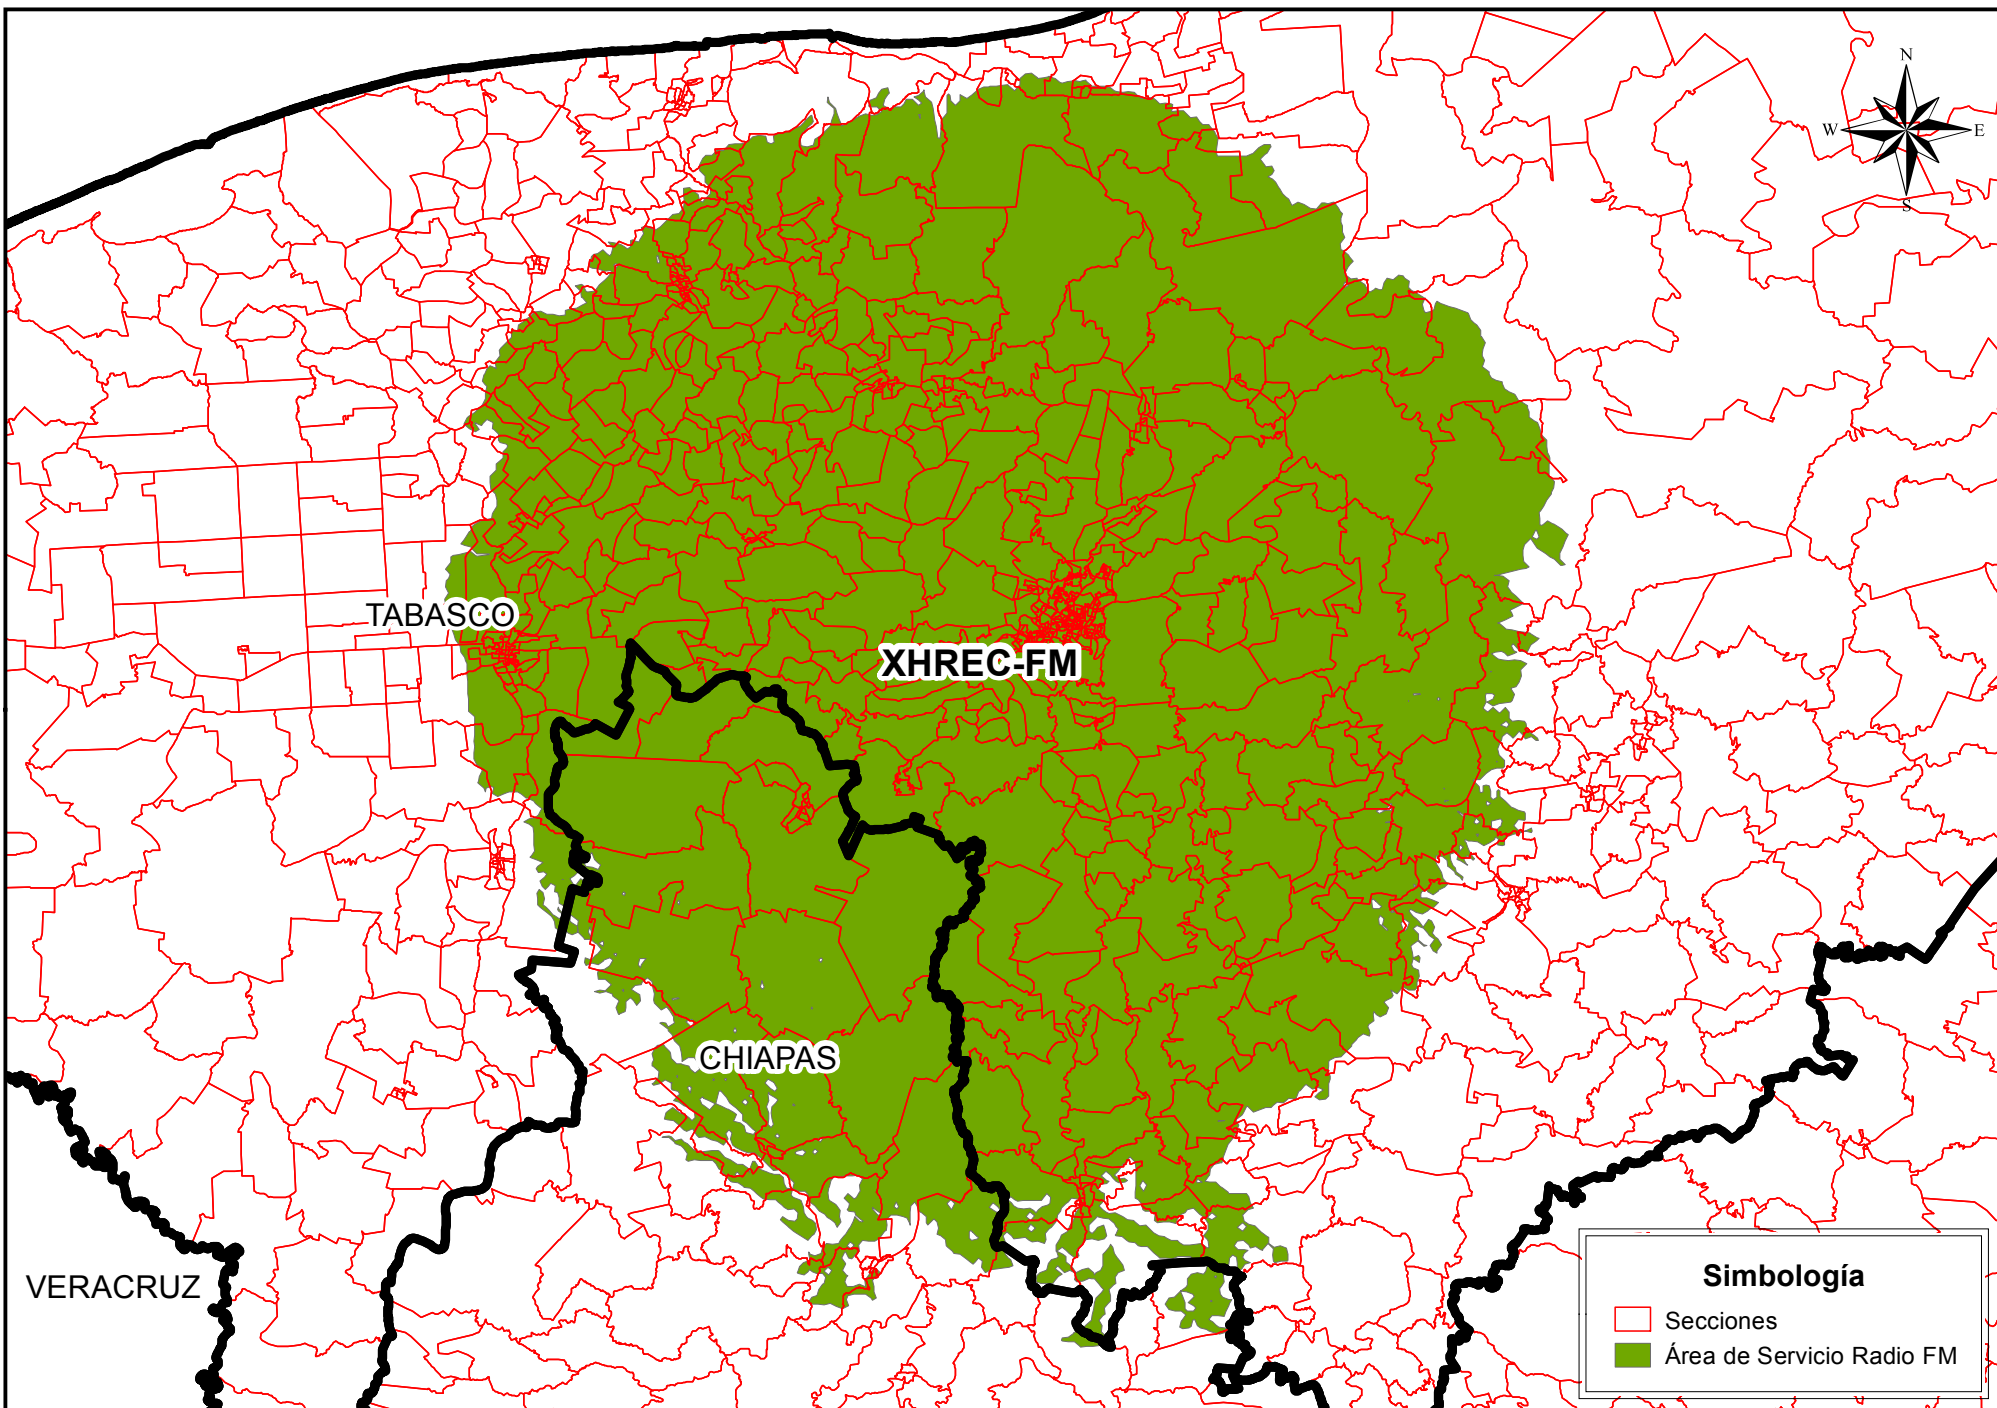 N
W E
S
TABASCO
XHREC-FM
CHIAPAS
VERACRUZ
Simbología
Secciones
Área de Servicio Radio FM